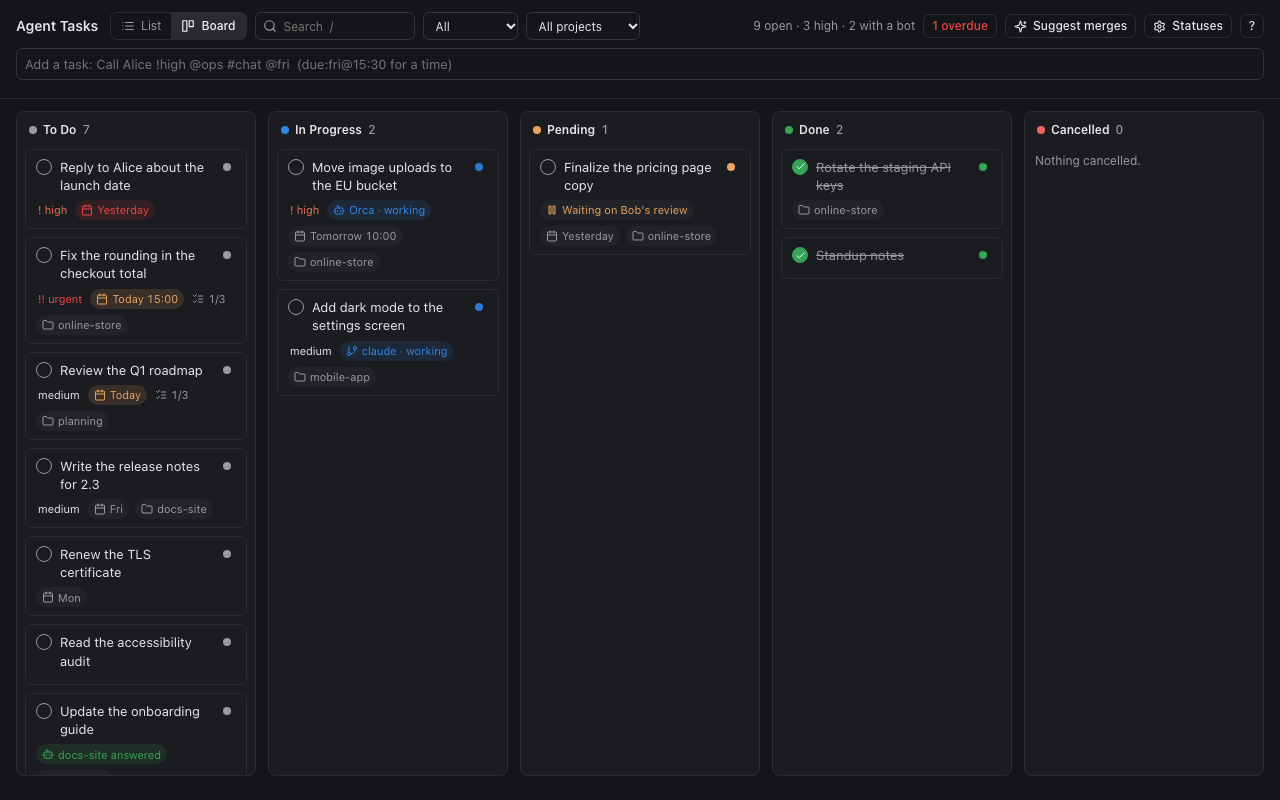 Agent Tasks
List
Board
Search /
All
All projects
9 open · 3 high · 2 with a bot
1 overdue
Suggest merges
Statuses
?
Add a task: Call Alice !high @ops #chat @fri (due:fri@15:30 for a time)
To Do 7
Reply to Alice about the
launch date
! high
Yesterday
Fix the rounding in the
checkout total
!! urgent
Today 15:00
1/3
online-store
Review the Q1 roadmap
medium
Today
1/3
planning
Write the release notes
for 2.3
medium
Fri
docs-site
Renew the TLS
certificate
Mon
Read the accessibility
audit
Update the onboarding
guide
docs-site answered
In Progress 2
Move image uploads to
the EU bucket
! high
Orca · working
Tomorrow 10:00
online-store
Add dark mode to the
settings screen
medium
claude · working
mobile-app
Pending 1
Finalize the pricing page
copy
Waiting on Bob's review
Yesterday
online-store
Done 2
Rotate the staging API
keys
online-store
Standup notes
Cancelled 0
Nothing cancelled.